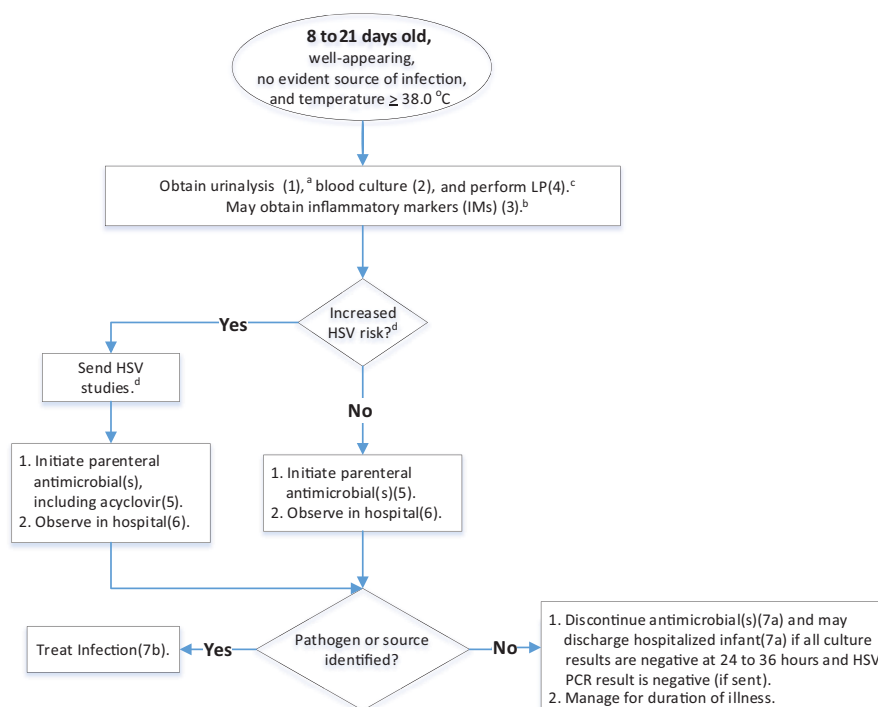 8 to 21 days old,
well-appearing,
no evident source of infection,
and temperature ≥ 38.0 °C
Obtain urinalysis (1),ᵃ blood culture (2), and perform LP(4).ᶜ
May obtain inflammatory markers (IMs) (3).ᵇ
Increased
HSV risk?ᵈ
Yes
Send HSV
studies.ᵈ
No
1. Initiate parenteral
antimicrobial(s),
including acyclovir(5).
2. Observe in hospital(6).
1. Initiate parenteral
antimicrobial(s)(5).
2. Observe in hospital(6).
Pathogen or source
identified?
Yes
Treat Infection(7b).
No
1. Discontinue antimicrobial(s)(7a) and may
discharge hospitalized infant(7a) if all culture
results are negative at 24 to 36 hours and HSV
PCR result is negative (if sent).
2. Manage for duration of illness.